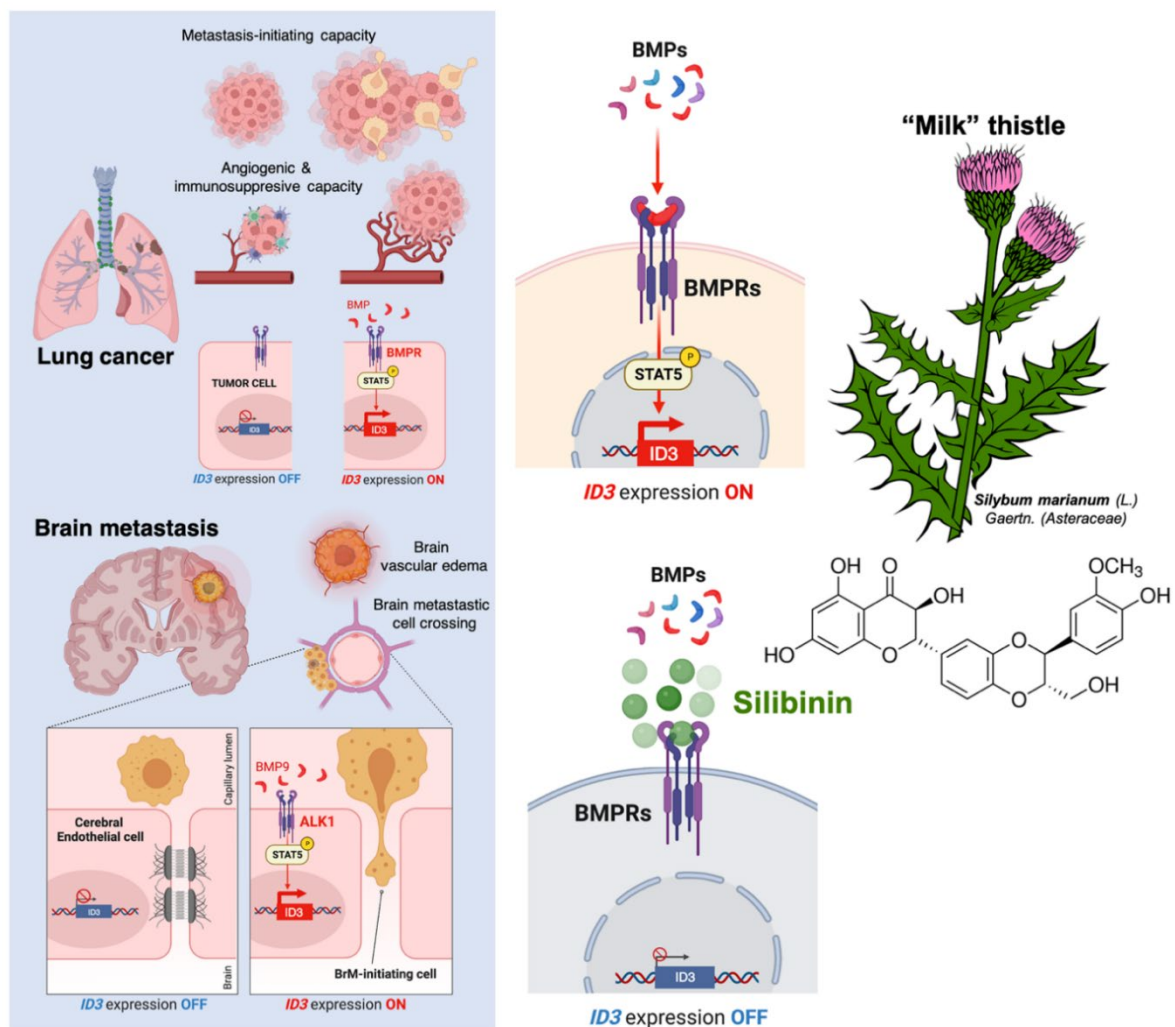 Metastasis-initiating capacity
Angiogenic &
immunosuppresive capacity
Lung cancer
TUMOR CELL
ID3
ID3 expression OFF
BMP
BMPR
P
STAT5
ID3
ID3 expression ON
Brain metastasis
Brain
vascular edema
Brain metastastic
cell crossing
Capillary lumen
Cerebral
Endothelial cell
ID3
Brain
ID3 expression OFF
BMP9
ALK1
P
STAT5
ID3
BrM-initiating cell
ID3 expression ON
BMPs
BMPRs
P
STAT5
ID3
ID3 expression ON
BMPs
Silibinin
BMPRs
ID3
ID3 expression OFF
“Milk” thistle
Silybum marianum (L.)
Gaertn. (Asteraceae)
OH
O
OH
HO
O
O
O
OCH3
OH
OH